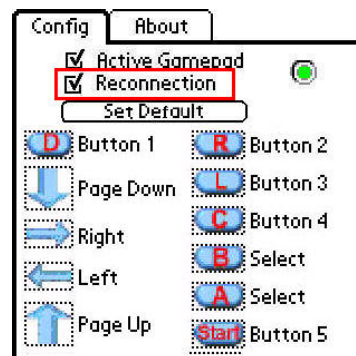 Config About
Active Gamepad
Reconnection
Set Default
D Button 1 R Button 2
Page Down L Button 3
Right C Button 4
Left B Select
A Select
Page Up Start Button 5